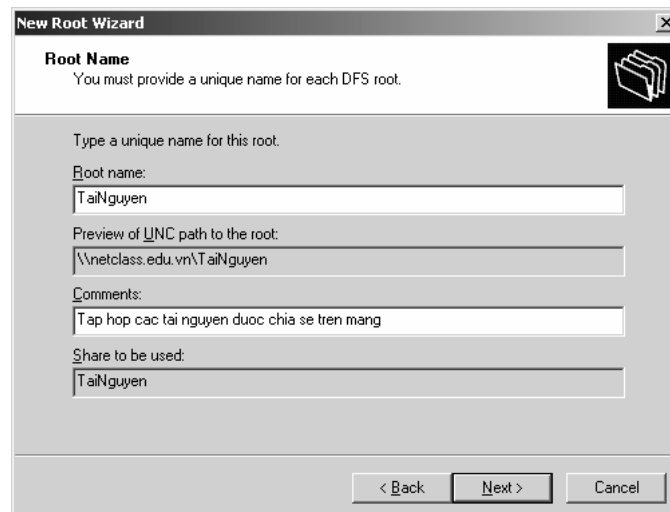 New Root Wizard
Root Name
You must provide a unique name for each DFS root.
Type a unique name for this root.
Root name:
TaiNguyen
Preview of UNC path to the root:
\\netclass.edu.vn\TaiNguyen
Comments:
Tap hop cac tai nguyen duoc chia se tren mang
Share to be used:
TaiNguyen
< Back Next > Cancel